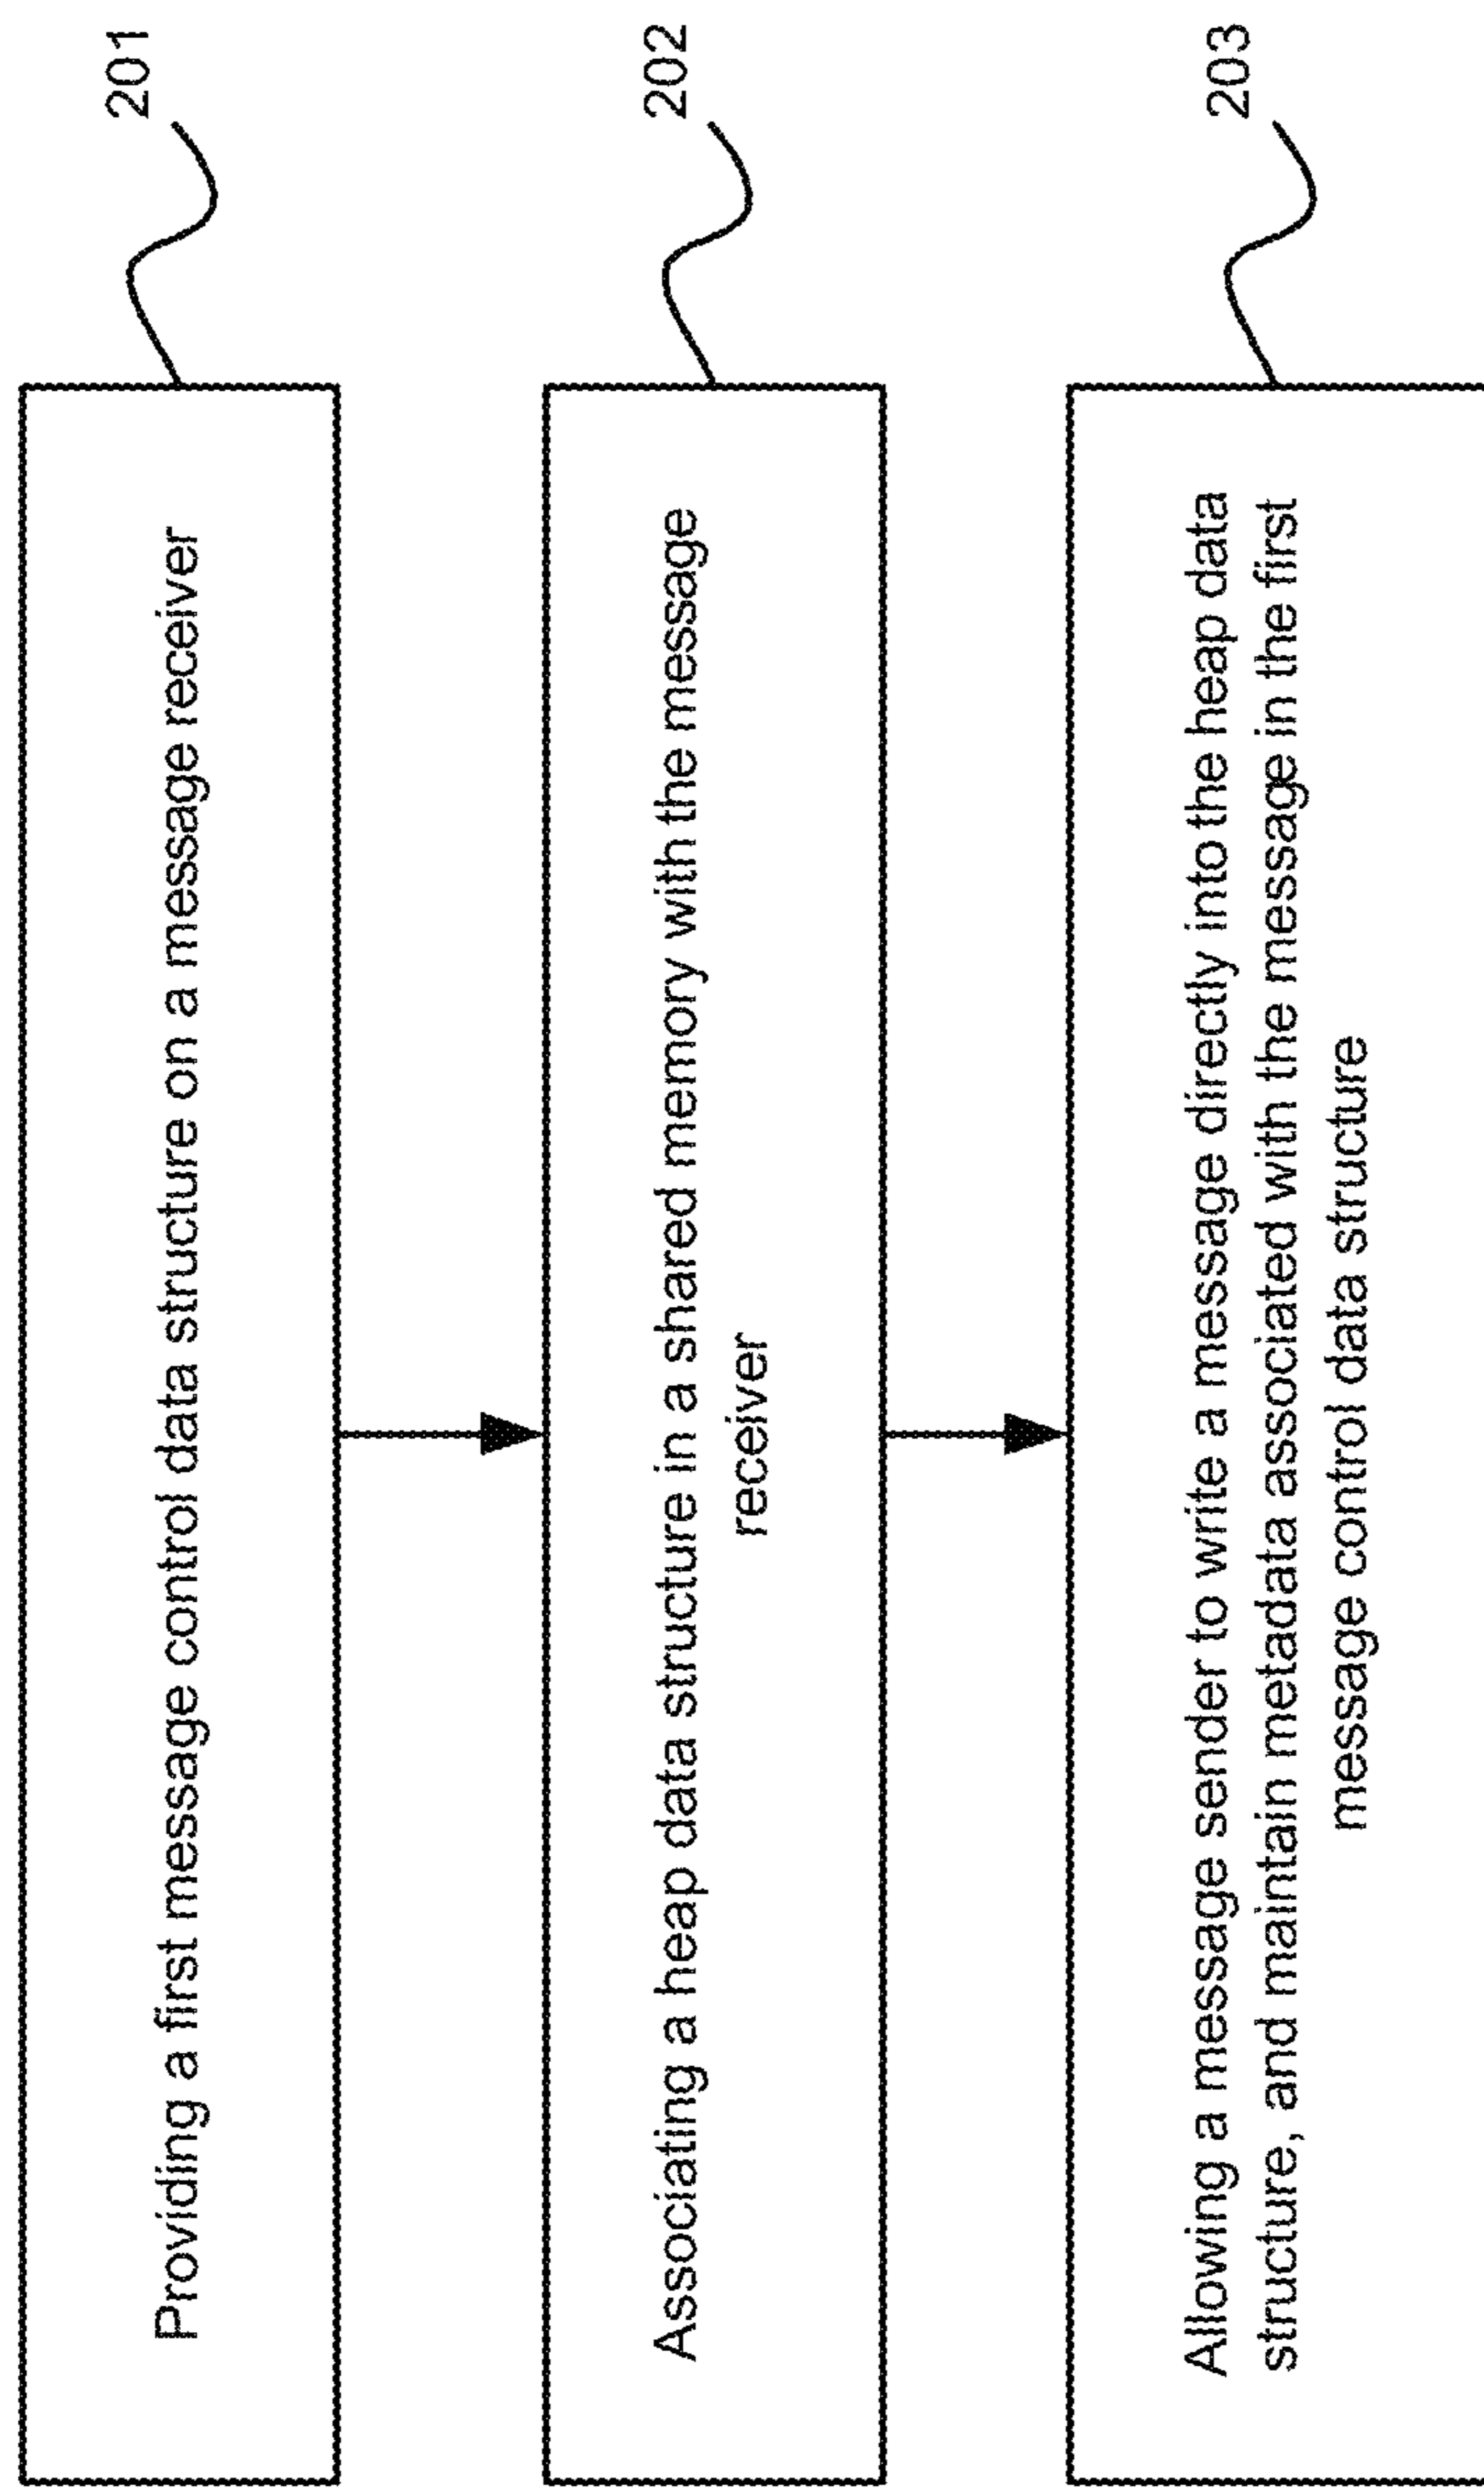 201
Providing a first message control data structure on a message receiver
202
Associating a heap data structure in a shared memory with the message
receiver
203
Allowing a message sender to write a message directly into the heap data
structure, and maintain metadata associated with the message in the first
message control data structure